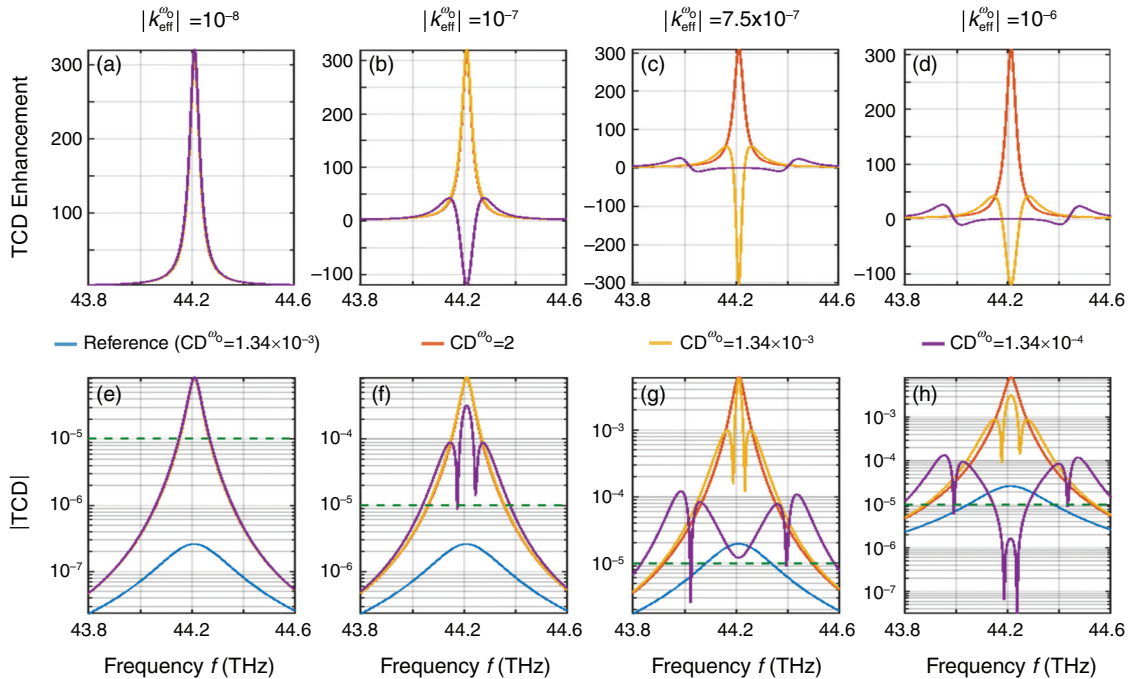 |k_eff^ωo| =10⁻⁸ |k_eff^ωo| =10⁻⁷ |k_eff^ωo| =7.5x10⁻⁷ |k_eff^ωo| =10⁻⁶
TCD Enhancement
(a)
300
200
100
43.8 44.2 44.6
(b)
300
200
100
0
−100
43.8 44.2 44.6
(c)
300
200
100
0
−100
−200
−300
43.8 44.2 44.6
(d)
300
200
100
0
−100
43.8 44.2 44.6
Reference (CD^ωo=1.34×10⁻³) CD^ωo=2 CD^ωo=1.34×10⁻³ CD^ωo=1.34×10⁻⁴
|TCD|
(e)
10⁻⁵
10⁻⁶
10⁻⁷
43.8 44.2 44.6
(f)
10⁻⁴
10⁻⁵
10⁻⁶
43.8 44.2 44.6
(g)
10⁻³
10⁻⁴
10⁻⁵
43.8 44.2 44.6
(h)
10⁻³
10⁻⁴
10⁻⁵
10⁻⁶
10⁻⁷
43.8 44.2 44.6
Frequency f (THz) Frequency f (THz) Frequency f (THz) Frequency f (THz)